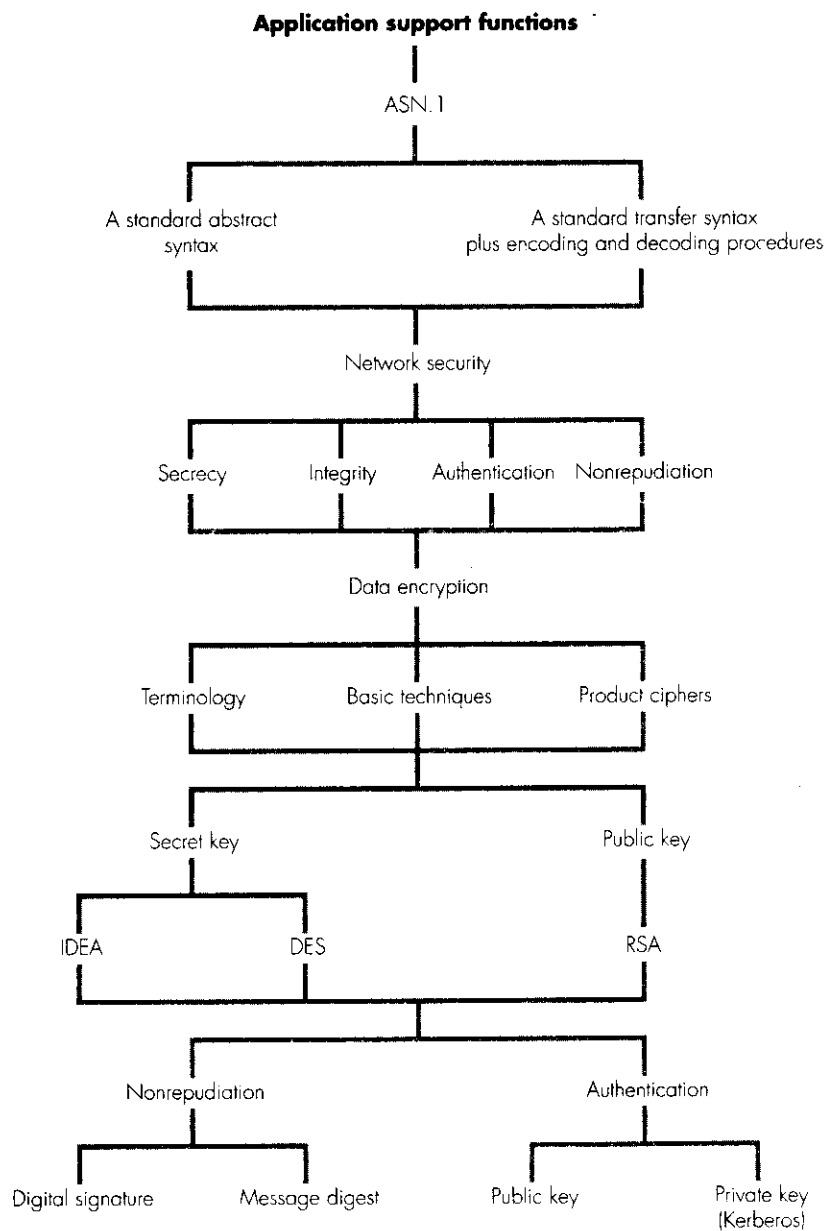 Application support functions
ASN.1
A standard abstract
syntax
A standard transfer syntax
plus encoding and decoding procedures
Network security
Secrecy
Integrity
Authentication
Nonrepudiation
Data encryption
Terminology
Basic techniques
Product ciphers
Secret key
Public key
IDEA
DES
RSA
Nonrepudiation
Authentication
Digital signature
Message digest
Public key
Private key
(Kerberos)